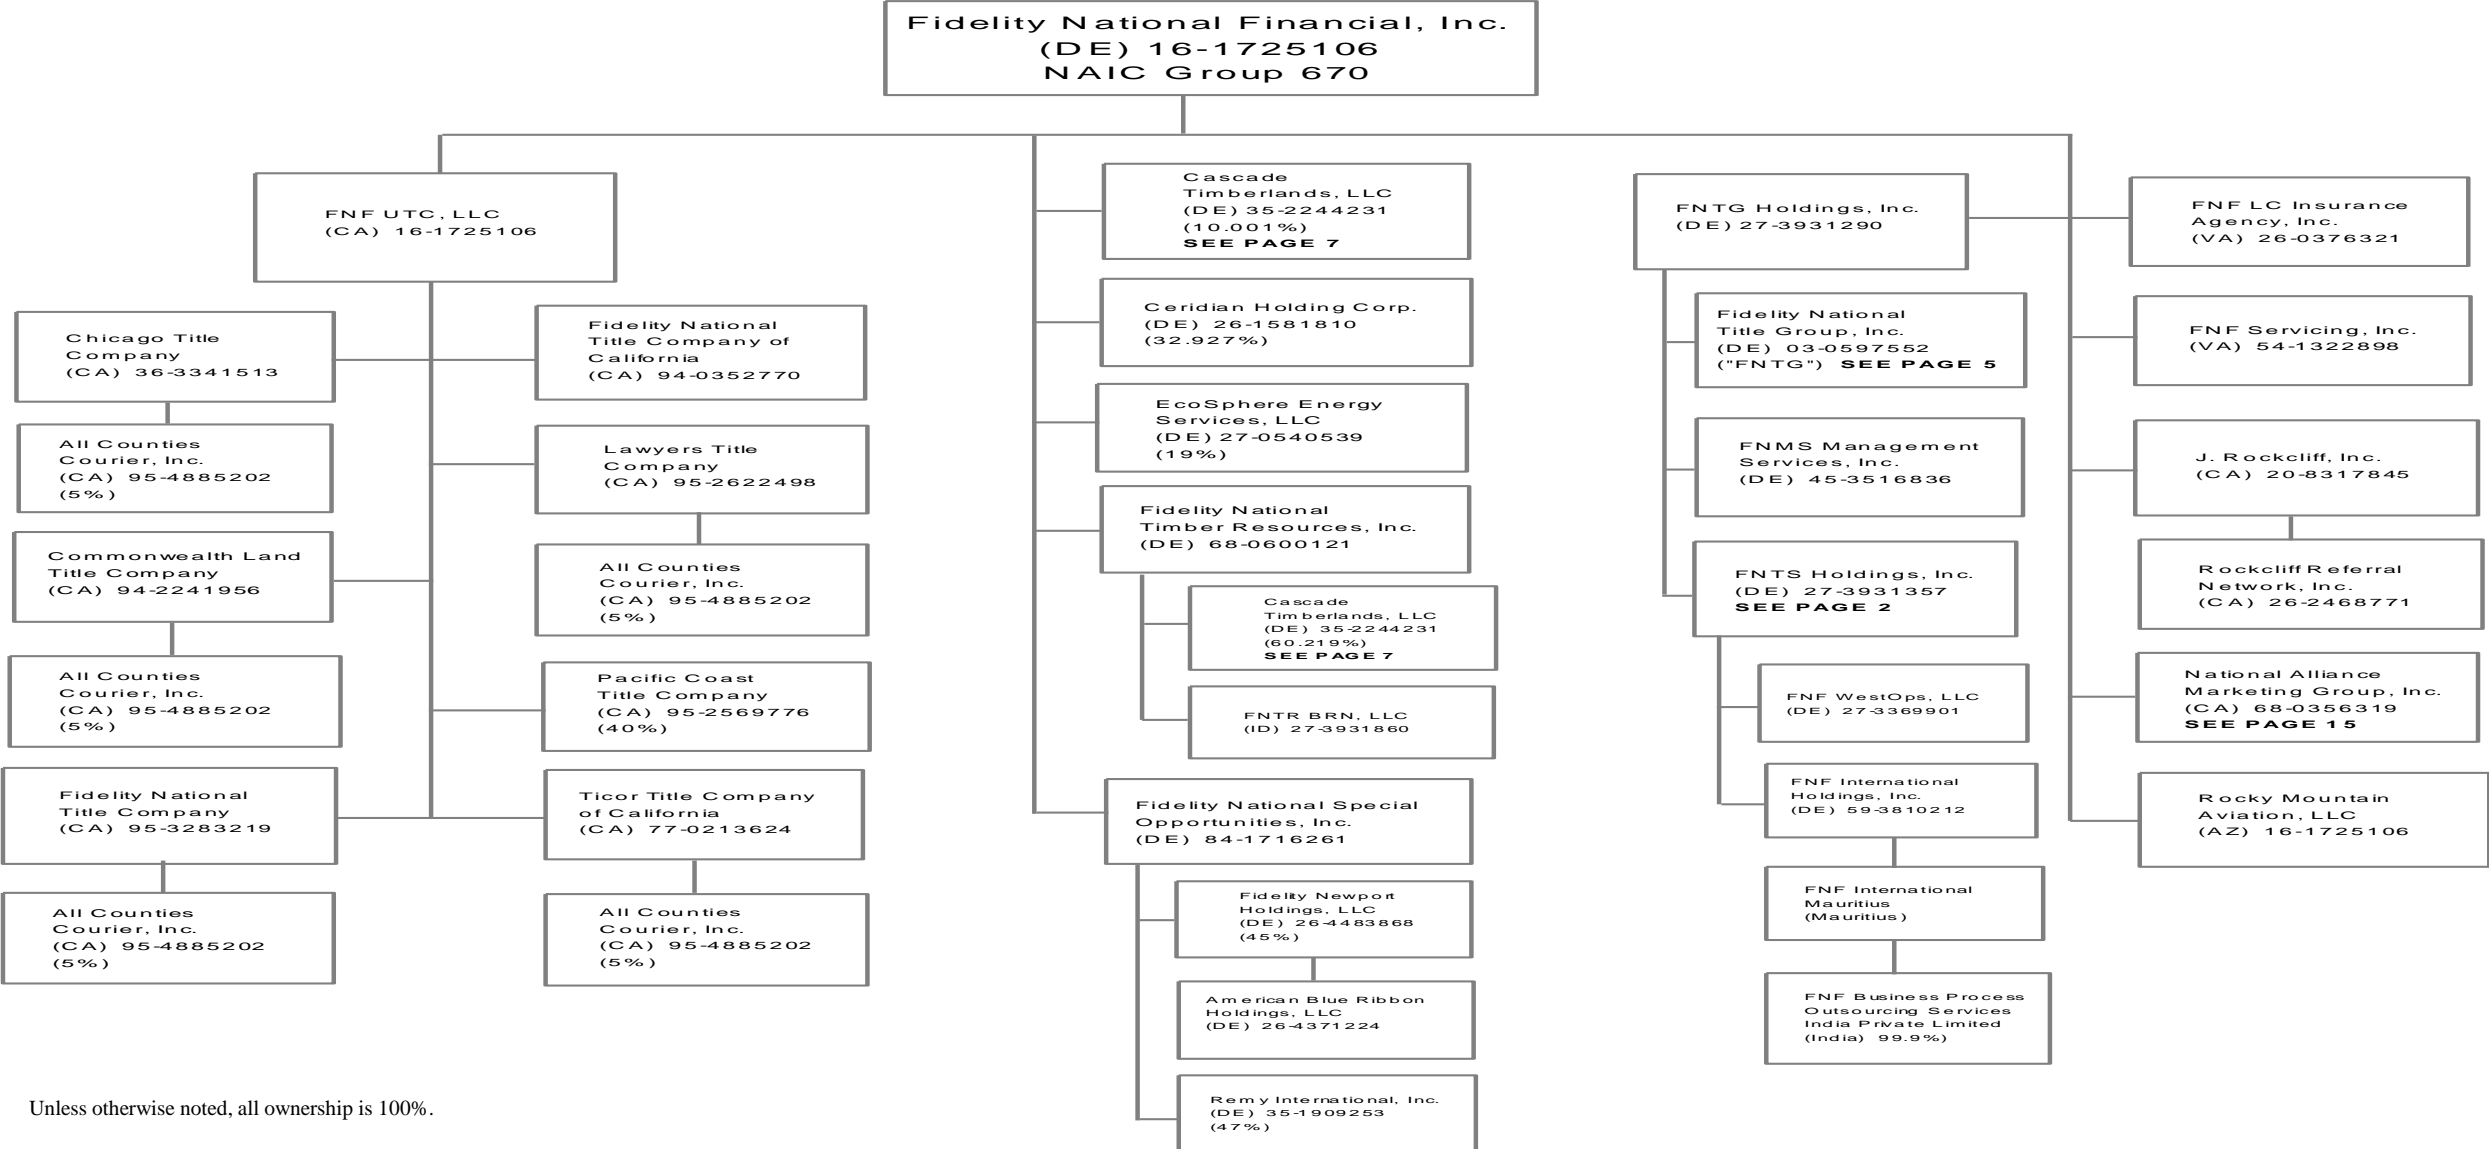 Fidelity National Financial, Inc.
(DE) 16-1725106
NAIC Group 670
FNF UTC, LLC
(CA) 16-1725106
Chicago Title
Company
(CA) 36-3341513
All Counties
Courier, Inc.
(CA) 95-4885202
(5%)
Commonwealth Land
Title Company
(CA) 94-2241956
All Counties
Courier, Inc.
(CA) 95-4885202
(5%)
Fidelity National
Title Company
(CA) 95-3283219
All Counties
Courier, Inc.
(CA) 95-4885202
(5%)
Fidelity National
Title Company of
California
(CA) 94-0352770
Lawyers Title
Company
(CA) 95-2622498
All Counties
Courier, Inc.
(CA) 95-4885202
(5%)
Pacific Coast
Title Company
(CA) 95-2569776
(40%)
Ticor Title Company
of California
(CA) 77-0213624
All Counties
Courier, Inc.
(CA) 95-4885202
(5%)
Cascade
Timberlands, LLC
(DE) 35-2244231
(10.001%)
SEE PAGE 7
Ceridian Holding Corp.
(DE) 26-1581810
(32.927%)
EcoSphere Energy
Services, LLC
(DE) 27-0540539
(19%)
Fidelity National
Timber Resources, Inc.
(DE) 68-0600121
Cascade
Timberlands, LLC
(DE) 35-2244231
(60.219%)
SEE PAGE 7
FNTR BRN, LLC
(ID) 27-3931860
Fidelity National Special
Opportunities, Inc.
(DE) 84-1716261
Fidelity Newport
Holdings, LLC
(DE) 26-4483868
(45%)
American Blue Ribbon
Holdings, LLC
(DE) 26-4371224
Remy International, Inc.
(DE) 35-1909253
(47%)
FNTG Holdings, Inc.
(DE) 27-3931290
Fidelity National
Title Group, Inc.
(DE) 03-0597552
("FNTG") SEE PAGE 5
FNMS Management
Services, Inc.
(DE) 45-3516836
FNTS Holdings, Inc.
(DE) 27-3931357
SEE PAGE 2
FNF WestOps, LLC
(DE) 27-3369901
FNF International
Holdings, Inc.
(DE) 59-3810212
FNF International
Mauritius
(Mauritius)
FNF Business Process
Outsourcing Services
India Private Limited
(India) 99.9%)
FNF LC Insurance
Agency, Inc.
(VA) 26-0376321
FNF Servicing, Inc.
(VA) 54-1322898
J. Rockcliff, Inc.
(CA) 20-8317845
Rockcliff Referral
Network, Inc.
(CA) 26-2468771
National Alliance
Marketing Group, Inc.
(CA) 68-0356319
SEE PAGE 15
Rocky Mountain
Aviation, LLC
(AZ) 16-1725106
Unless otherwise noted, all ownership is 100%.